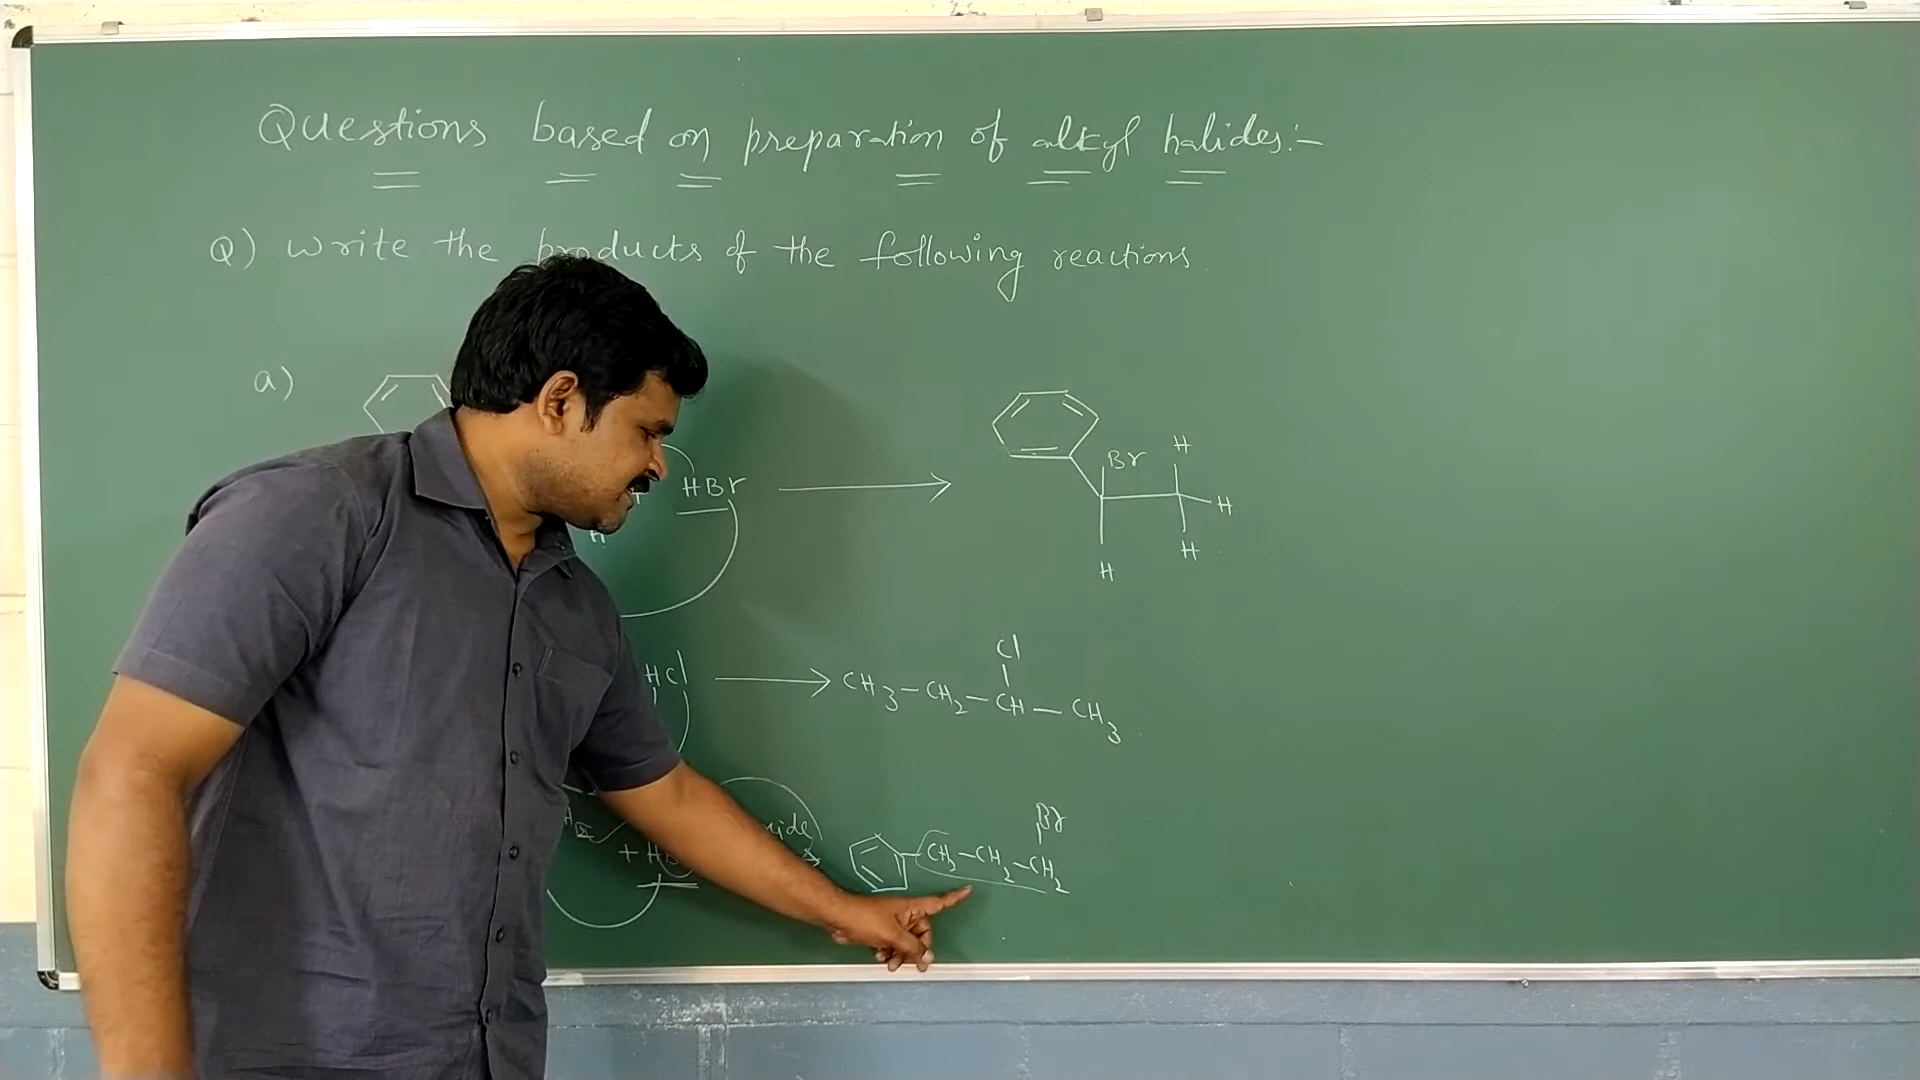 Questions based on preparation of alkyl halides:-
Q) Write the products of the following reactions.
a)
HBr
H
Br
H
H
H
H
HCl
CH3-CH2-CH-CH3
Cl
+ HB
CH2-CH2-CH2
Br